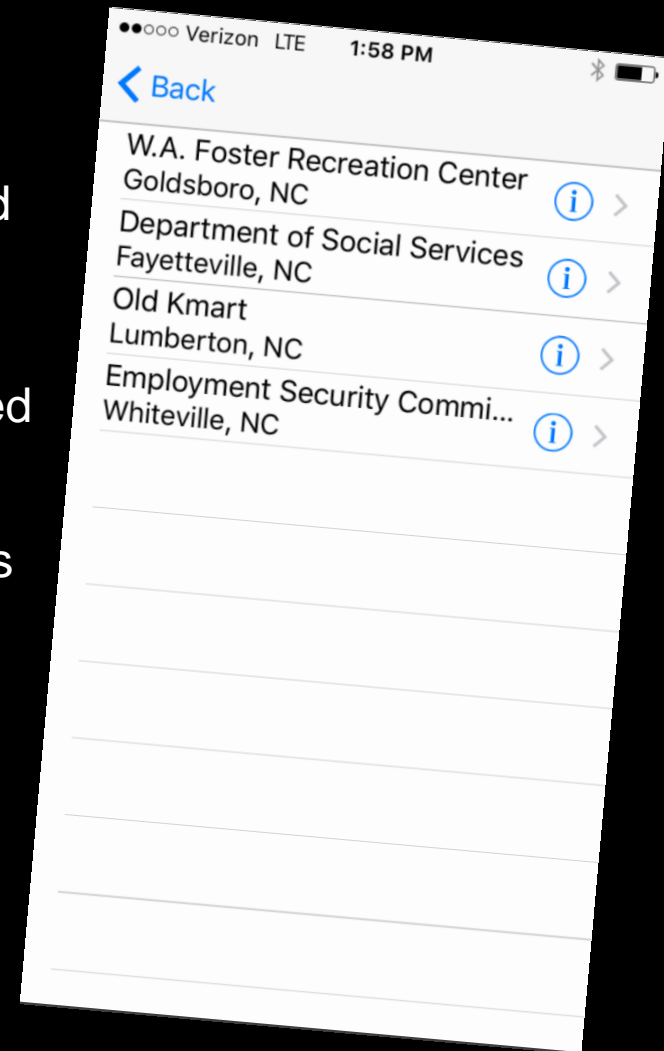 Verizon LTE 1:58 PM
Back
W.A. Foster Recreation Center
Goldsboro, NC
Department of Social Services
Fayetteville, NC
Old Kmart
Lumberton, NC
Employment Security Commi...
Whiteville, NC
d
ed
s